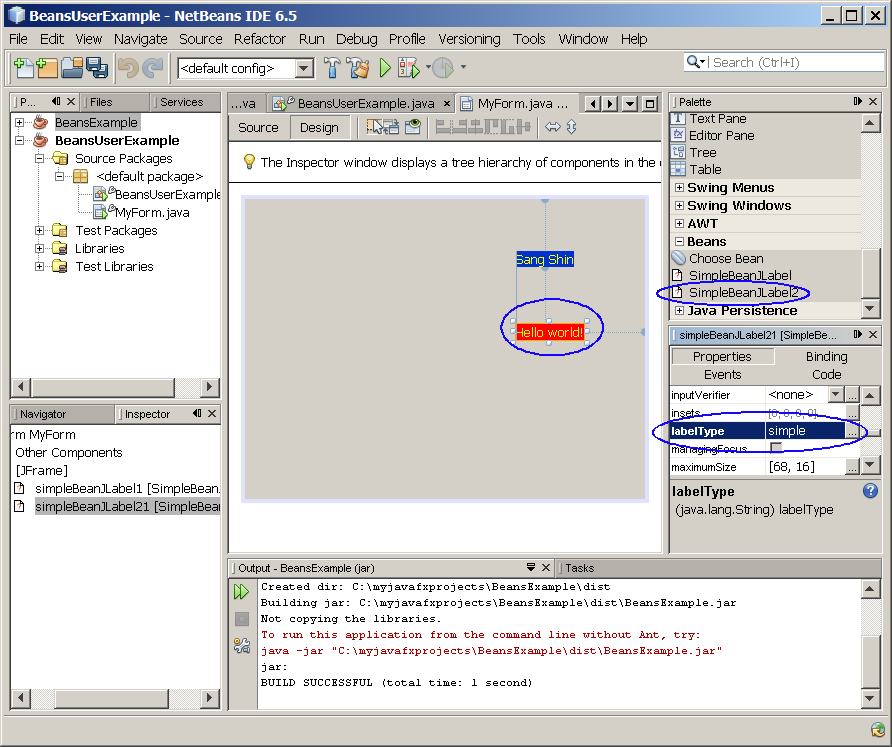 BeansUserExample - NetBeans IDE 6.5
File Edit View Navigate Source Refactor Run Debug Profile Versioning Tools Window Help
<default config>
Search (Ctrl+I)
P...
Files
Services
BeansExample
BeansUserExample
Source Packages
<default package>
BeansUserExample
MyForm.java
Test Packages
Libraries
Test Libraries
Navigator
Inspector
rm MyForm
Other Components
[JFrame]
simpleBeanJLabel1 [SimpleBean
simpleBeanJLabel21 [SimpleBean
...va
BeansUserExample.java
MyForm.java ...
Source
Design
The Inspector window displays a tree hierarchy of components in the
Sang Shin
Hello world!
Palette
Text Pane
Editor Pane
Tree
Table
Swing Menus
Swing Windows
AWT
Beans
Choose Bean
SimpleBeanJLabel
SimpleBeanJLabel2
Java Persistence
simpleBeanJLabel21 [SimpleBe...
Properties
Binding
Events
Code
inputVerifier <none> ...
insets [0, 0, 0, 0] ...
labelType simple ...
managingFocus
maximumSize [68, 16] ...
labelType
(java.lang.String) labelType
Output - BeansExample (jar)
Tasks
Created dir: C:\myjavafxprojects\BeansExample\dist
Building jar: C:\myjavafxprojects\BeansExample\dist\BeansExample.jar
Not copying the libraries.
To run this application from the command line without Ant, try:
java -jar "C:\myjavafxprojects\BeansExample\dist\BeansExample.jar"
jar:
BUILD SUCCESSFUL (total time: 1 second)